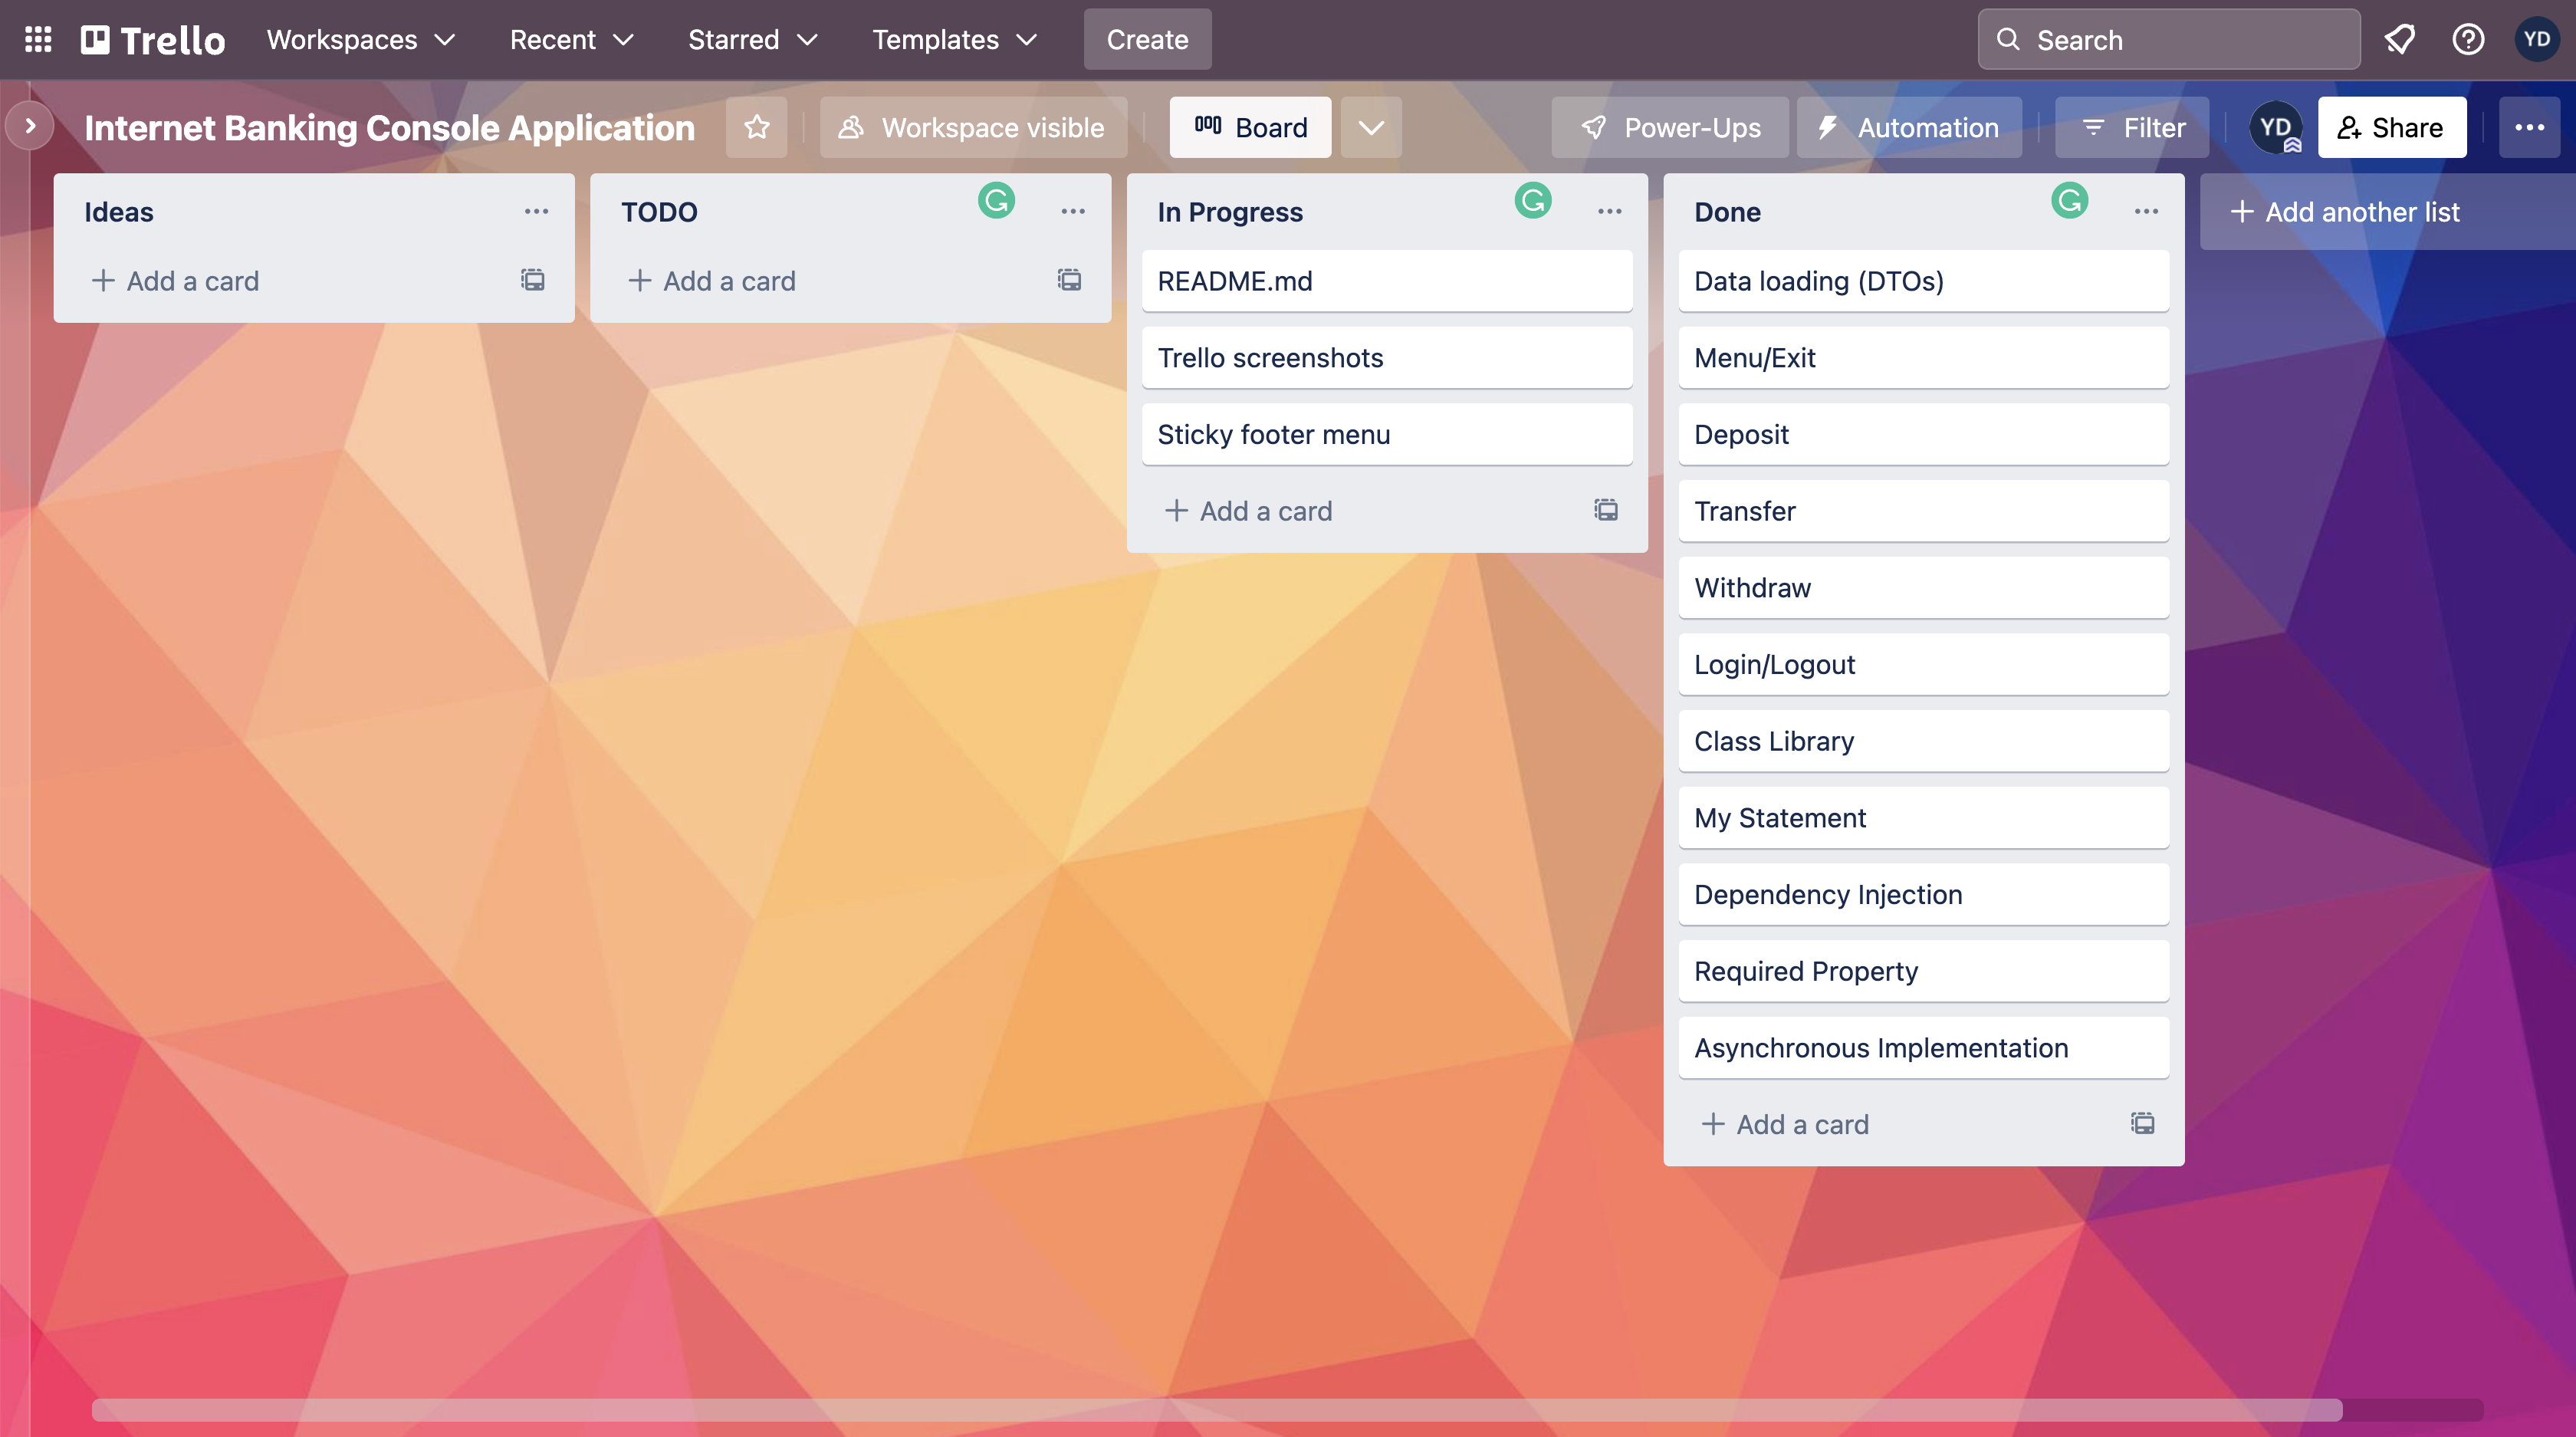 Trello Workspaces Recent Starred Templates Create Search YD
Internet Banking Console Application Workspace visible Board Power-Ups Automation Filter YD Share
Ideas
Add a card
TODO
Add a card
In Progress
README.md
Trello screenshots
Sticky footer menu
Add a card
Done
Data loading (DTOs)
Menu/Exit
Deposit
Transfer
Withdraw
Login/Logout
Class Library
My Statement
Dependency Injection
Required Property
Asynchronous Implementation
Add a card
Add another list